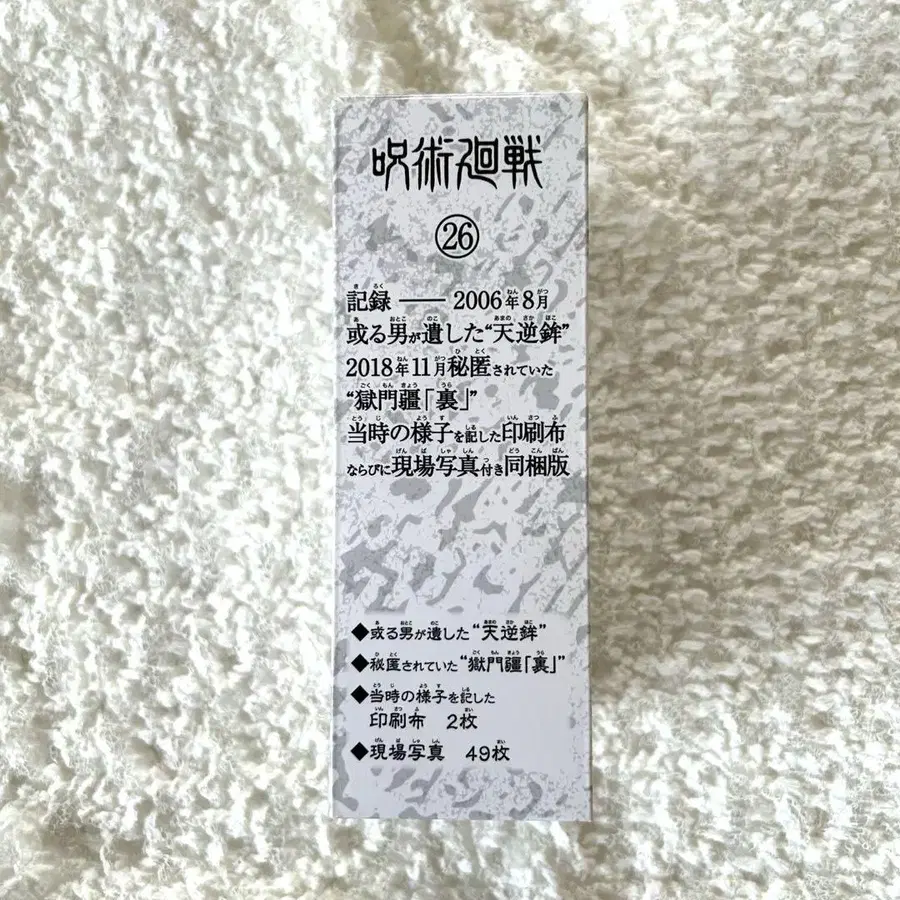 呪術廻戦
㉖
記録 ―― 2006年8月
或る男が遺した“天逆鉾”
2018年11月秘匿されていた
“獄門疆「裏」”
当時の様子を記した印刷布
ならびに現場写真付き同梱版
◆或る男が遺した“天逆鉾”
◆秘匿されていた“獄門疆「裏」”
◆当時の様子を記した
印刷布 2枚
◆現場写真 49枚